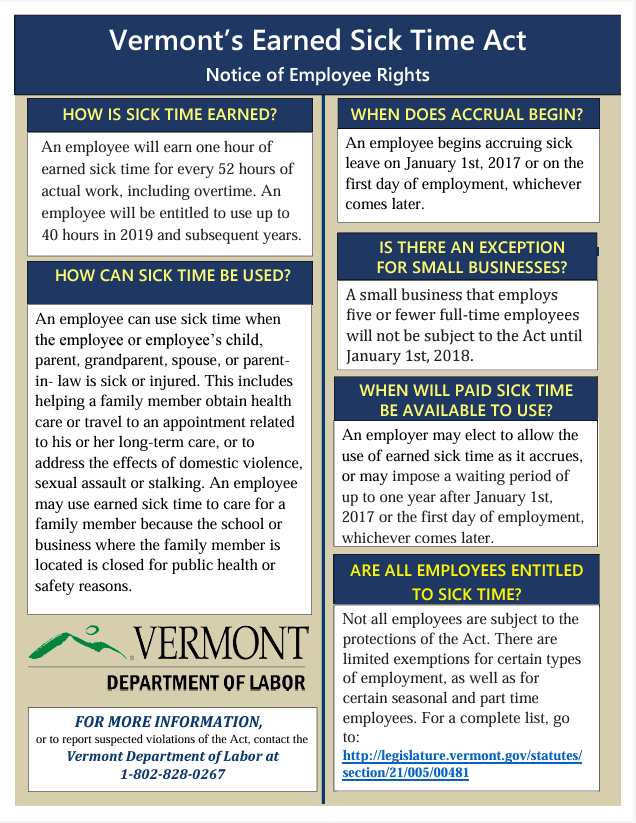 Vermont's Earned Sick Time Act
Notice of Employee Rights
HOW IS SICK TIME EARNED?
An employee will earn one hour of
earned sick time for every 52 hours of
actual work, including overtime. An
employee will be entitled to use up to
40 hours in 2019 and subsequent years.
HOW CAN SICK TIME BE USED?
An employee can use sick time when
the employee or employee's child,
parent, grandparent, spouse, or parent-
in- law is sick or injured. This includes
helping a family member obtain health
care or travel to an appointment related
to his or her long-term care, or to
address the effects of domestic violence,
sexual assault or stalking. An employee
may use earned sick time to care for a
family member because the school or
business where the family member is
located is closed for public health or
safety reasons.
VERMONT
DEPARTMENT OF LABOR
FOR MORE INFORMATION,
or to report suspected violations of the Act, contact the
Vermont Department of Labor at
1-802-828-0267
WHEN DOES ACCRUAL BEGIN?
An employee begins accruing sick
leave on January 1st, 2017 or on the
first day of employment, whichever
comes later.
IS THERE AN EXCEPTION
FOR SMALL BUSINESSES?
A small business that employs
five or fewer full-time employees
will not be subject to the Act until
January 1st, 2018.
WHEN WILL PAID SICK TIME
BE AVAILABLE TO USE?
An employer may elect to allow the
use of earned sick time as it accrues,
or may impose a waiting period of
up to one year after January 1st,
2017 or the first day of employment,
whichever comes later.
ARE ALL EMPLOYEES ENTITLED
TO SICK TIME?
Not all employees are subject to the
protections of the Act. There are
limited exemptions for certain types
of employment, as well as for
certain seasonal and part time
employees. For a complete list, go
to:
http://legislature.vermont.gov/statutes/
section/21/005/00481